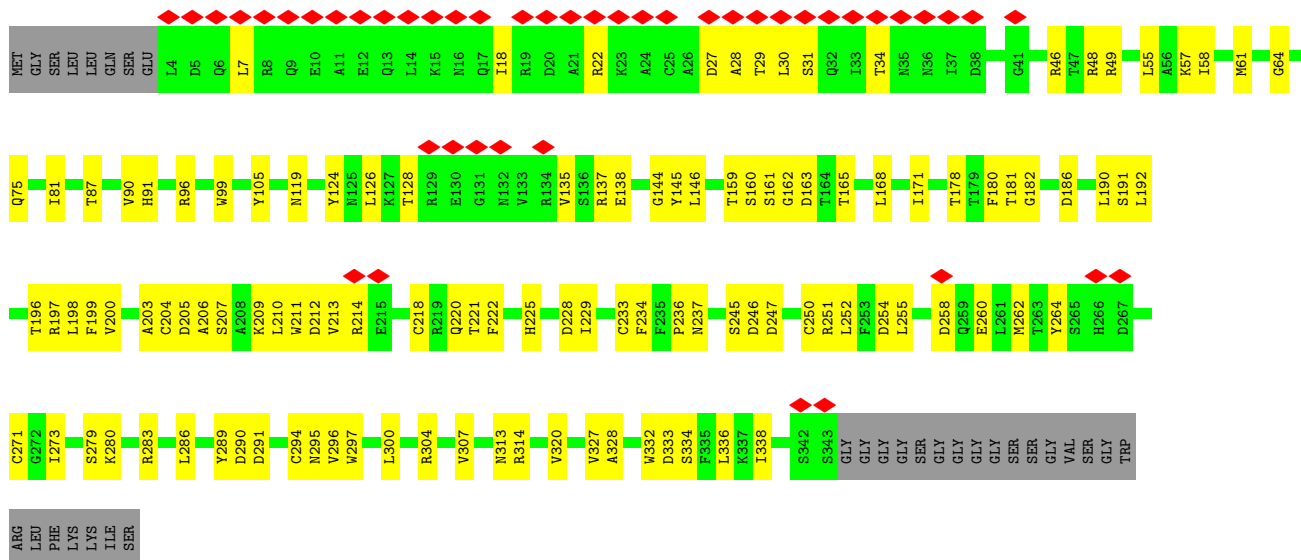 MET GLY SER LEU LEU GLN SER GLU L4 D5 Q6 L7 R8 Q9 E10 A11 E12 Q13 L14 K15 N16 Q17 I18 R19 D20 A21 R22 K23 A24 C25 A26 D27 A28 T29 L30 S31 Q32 I33 T34 N35 N36 I37 D38 G41 R46 T47 R48 R49 L55 A56 K57 I58 M61 G64
Q75 I81 T87 V90 H91 R96 W99 Y105 N119 Y124 N125 L126 K127 T128 R129 E130 G131 N132 V133 R134 V135 S136 R137 E138 G144 Y145 L146 T159 S160 S161 G162 D163 T164 T165 L168 I171 T178 T179 F180 T181 G182 D186 L190 S191 L192
T196 R197 L198 F199 V200 A203 C204 D205 A206 S207 A208 K209 L210 W211 D212 V213 R214 E215 C218 R219 Q220 T221 F222 H225 D228 I229 C233 F234 F235 P236 N237 S245 D246 D247 C250 R251 L252 F253 D254 L255 D258 Q259 E260 L261 M262 T263 Y264 S265 H266 D267
C271 G272 I273 S279 K280 R283 L286 Y289 D290 D291 C294 N295 V296 W297 L300 R304 V307 N313 R314 V320 V327 A328 W332 D333 S334 F335 L336 K337 I338 S342 S343 GLY GLY GLY GLY SER GLY GLY GLY GLY SER SER GLY VAL SER GLY TRP
ARG LEU PHE LYS LYS ILE SER